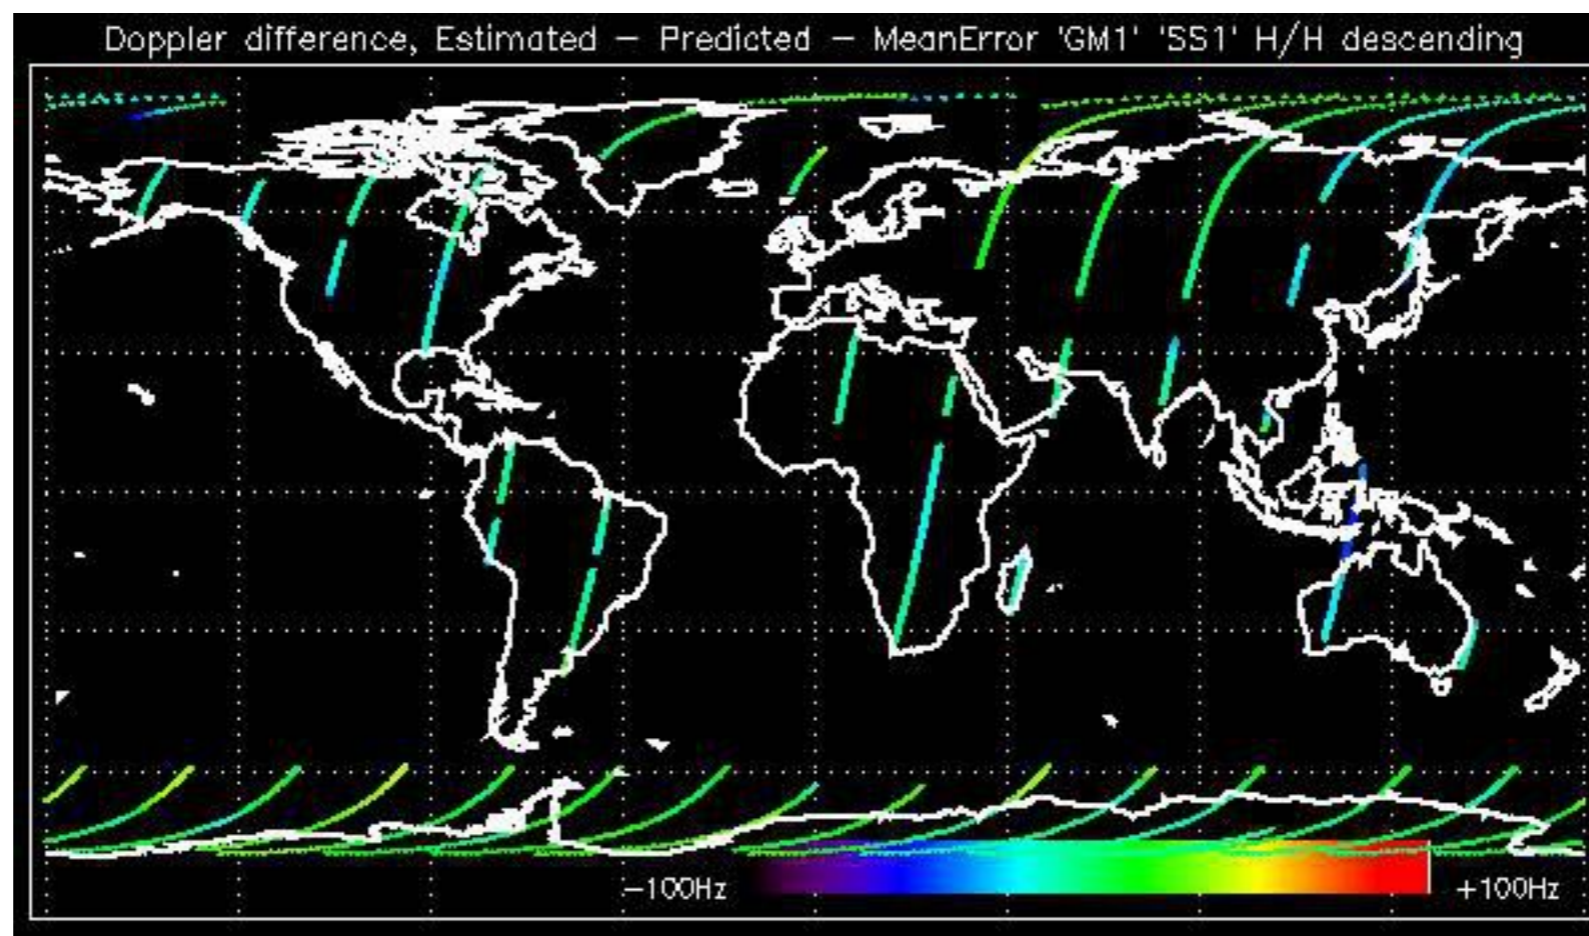 Doppler difference, Estimated – Predicted – MeanError 'GM1' 'SS1' H/H descending
–100Hz
+100Hz